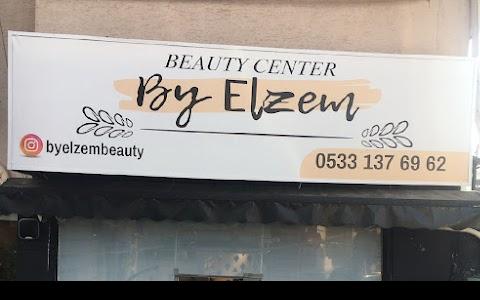 BEAUTY CENTER
By Elzem
byelzembeauty
0533 137 69 62